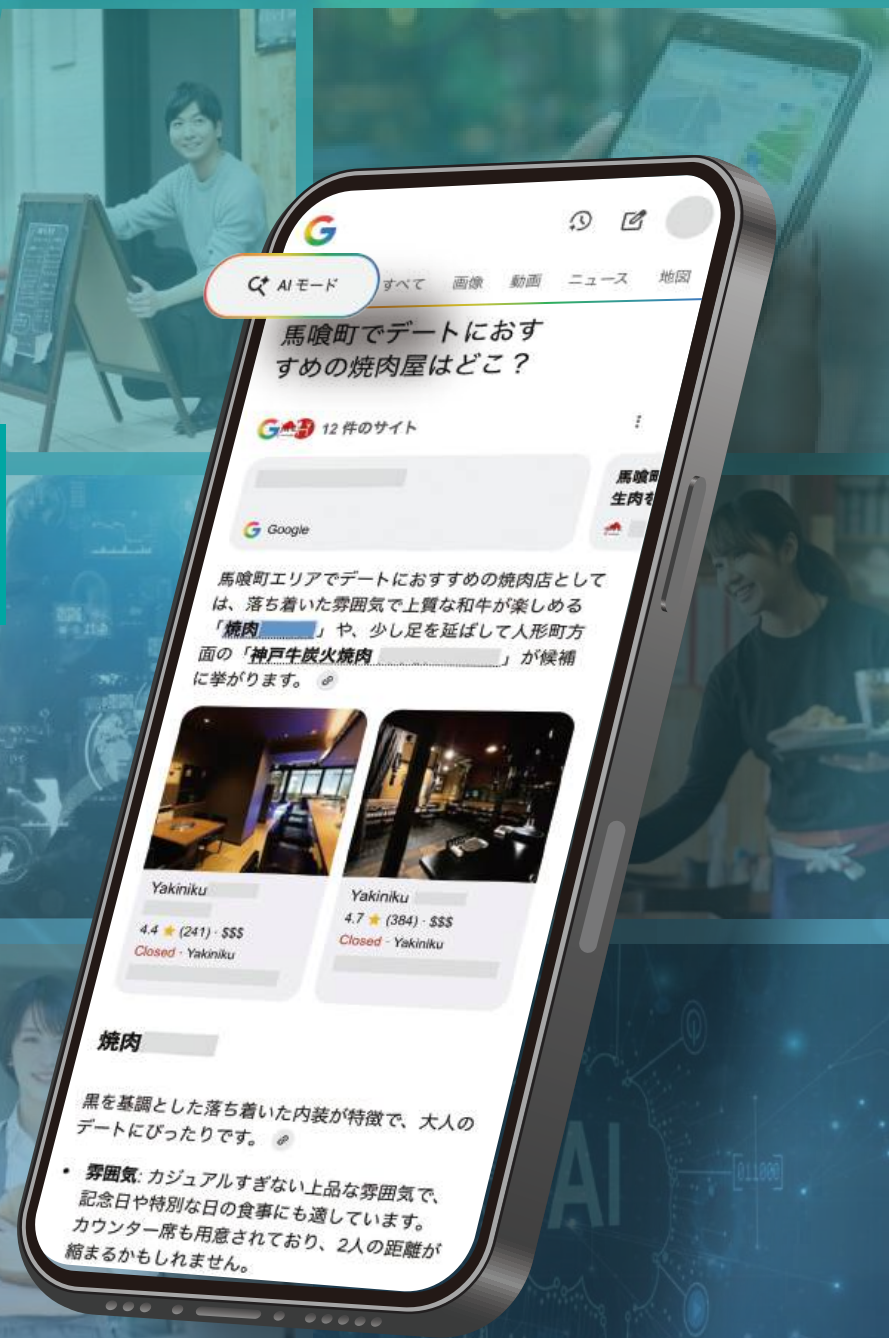 AI モード
すべて 画像 動画 ニュース 地図
馬喰町でデートにおす
すめの焼肉屋はどこ？
12 件のサイト
Google
馬喰町
生肉を
馬喰町エリアでデートにおすすめの焼肉店として
は、落ち着いた雰囲気で上質な和牛が楽しめる
「焼肉 」や、少し足を延ばして人形町方
面の「神戸牛炭火焼肉 」が候補
に挙がります。
Yakiniku
4.4 ★ (241) · $$$
Closed · Yakiniku
Yakiniku
4.7 ★ (384) · $$$
Closed · Yakiniku
焼肉
黒を基調とした落ち着いた内装が特徴で、大人の
デートにぴったりです。
• 雰囲気: カジュアルすぎない上品な雰囲気で、
記念日や特別な日の食事にも適しています。
カウンター席も用意されており、2人の距離が
縮まるかもしれません。
AI
[011000]